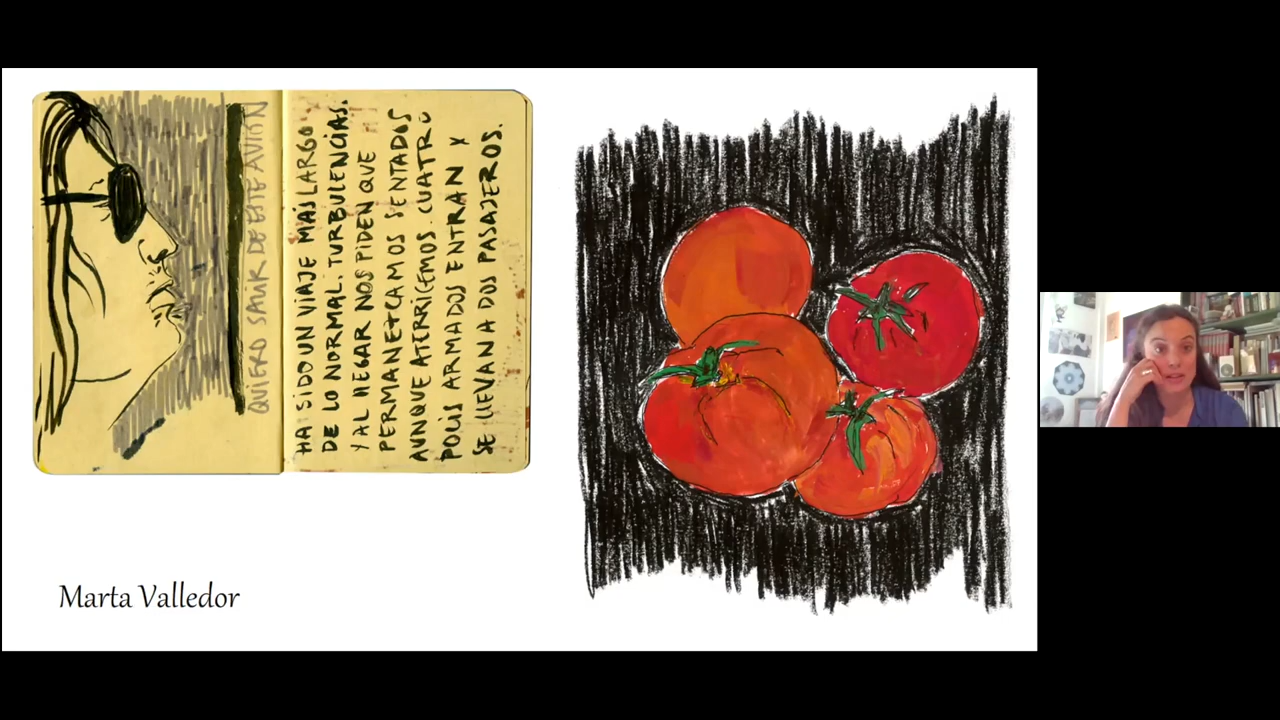 QUIERO SALIR DE ESTE AVIÓN
HA SIDO UN VIAJE MÁS LARGO
DE LO NORMAL. TURBULENCIAS.
Y AL LLEGAR NOS PIDEN QUE
PERMANEZCAMOS SENTADOS
AUNQUE ATERRICEMOS. CUATRO
POLIS ARMADOS ENTRAN X
SE LLEVAN A DOS PASAJEROS.
Marta Valledor